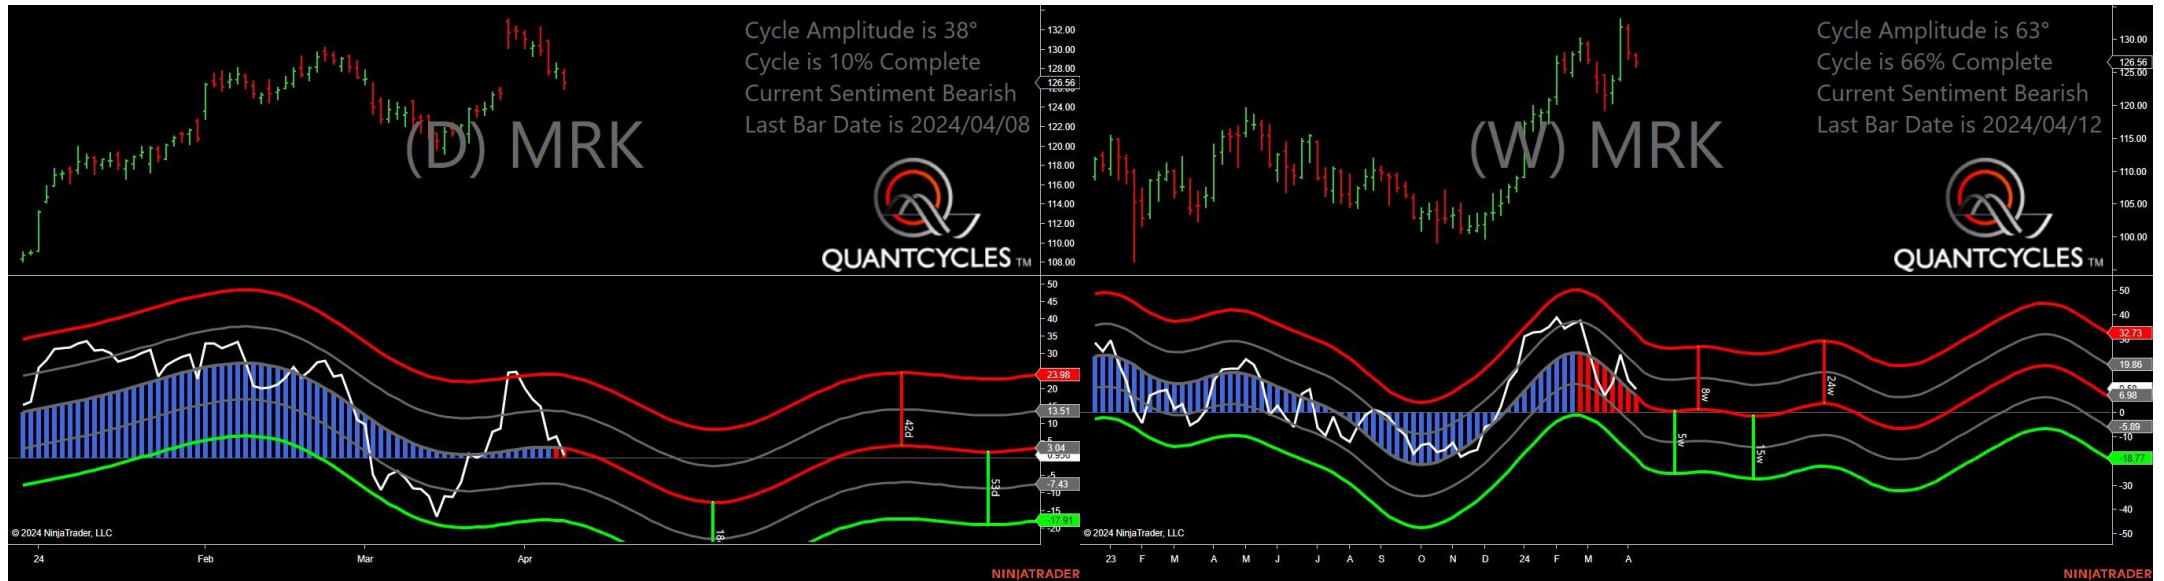 Cycle Amplitude is 38°
Cycle is 10% Complete
Current Sentiment Bearish
Last Bar Date is 2024/04/08
(D) MRK
QUANTCYCLES TM
132.00
130.00
128.00
126.56
124.00
122.00
120.00
118.00
116.00
114.00
112.00
110.00
108.00
50
45
40
35
30
23.98
20
13.51
10
5
3.04
-5
-7.43
-10
-15
-17.91
-20
42d
53d
18
© 2024 NinjaTrader, LLC
24 Feb Mar Apr
NINJATRADER
Cycle Amplitude is 63°
Cycle is 66% Complete
Current Sentiment Bearish
Last Bar Date is 2024/04/12
(W) MRK
QUANTCYCLES TM
130.00
126.56
125.00
120.00
115.00
110.00
105.00
100.00
50
40
32.73
30
19.86
6.98
0
-5.89
-10
-18.77
-30
-40
-50
8w
24w
5w
15w
© 2024 NinjaTrader, LLC
23 F M A M J J A S O N D 24 F M A
NINJATRADER